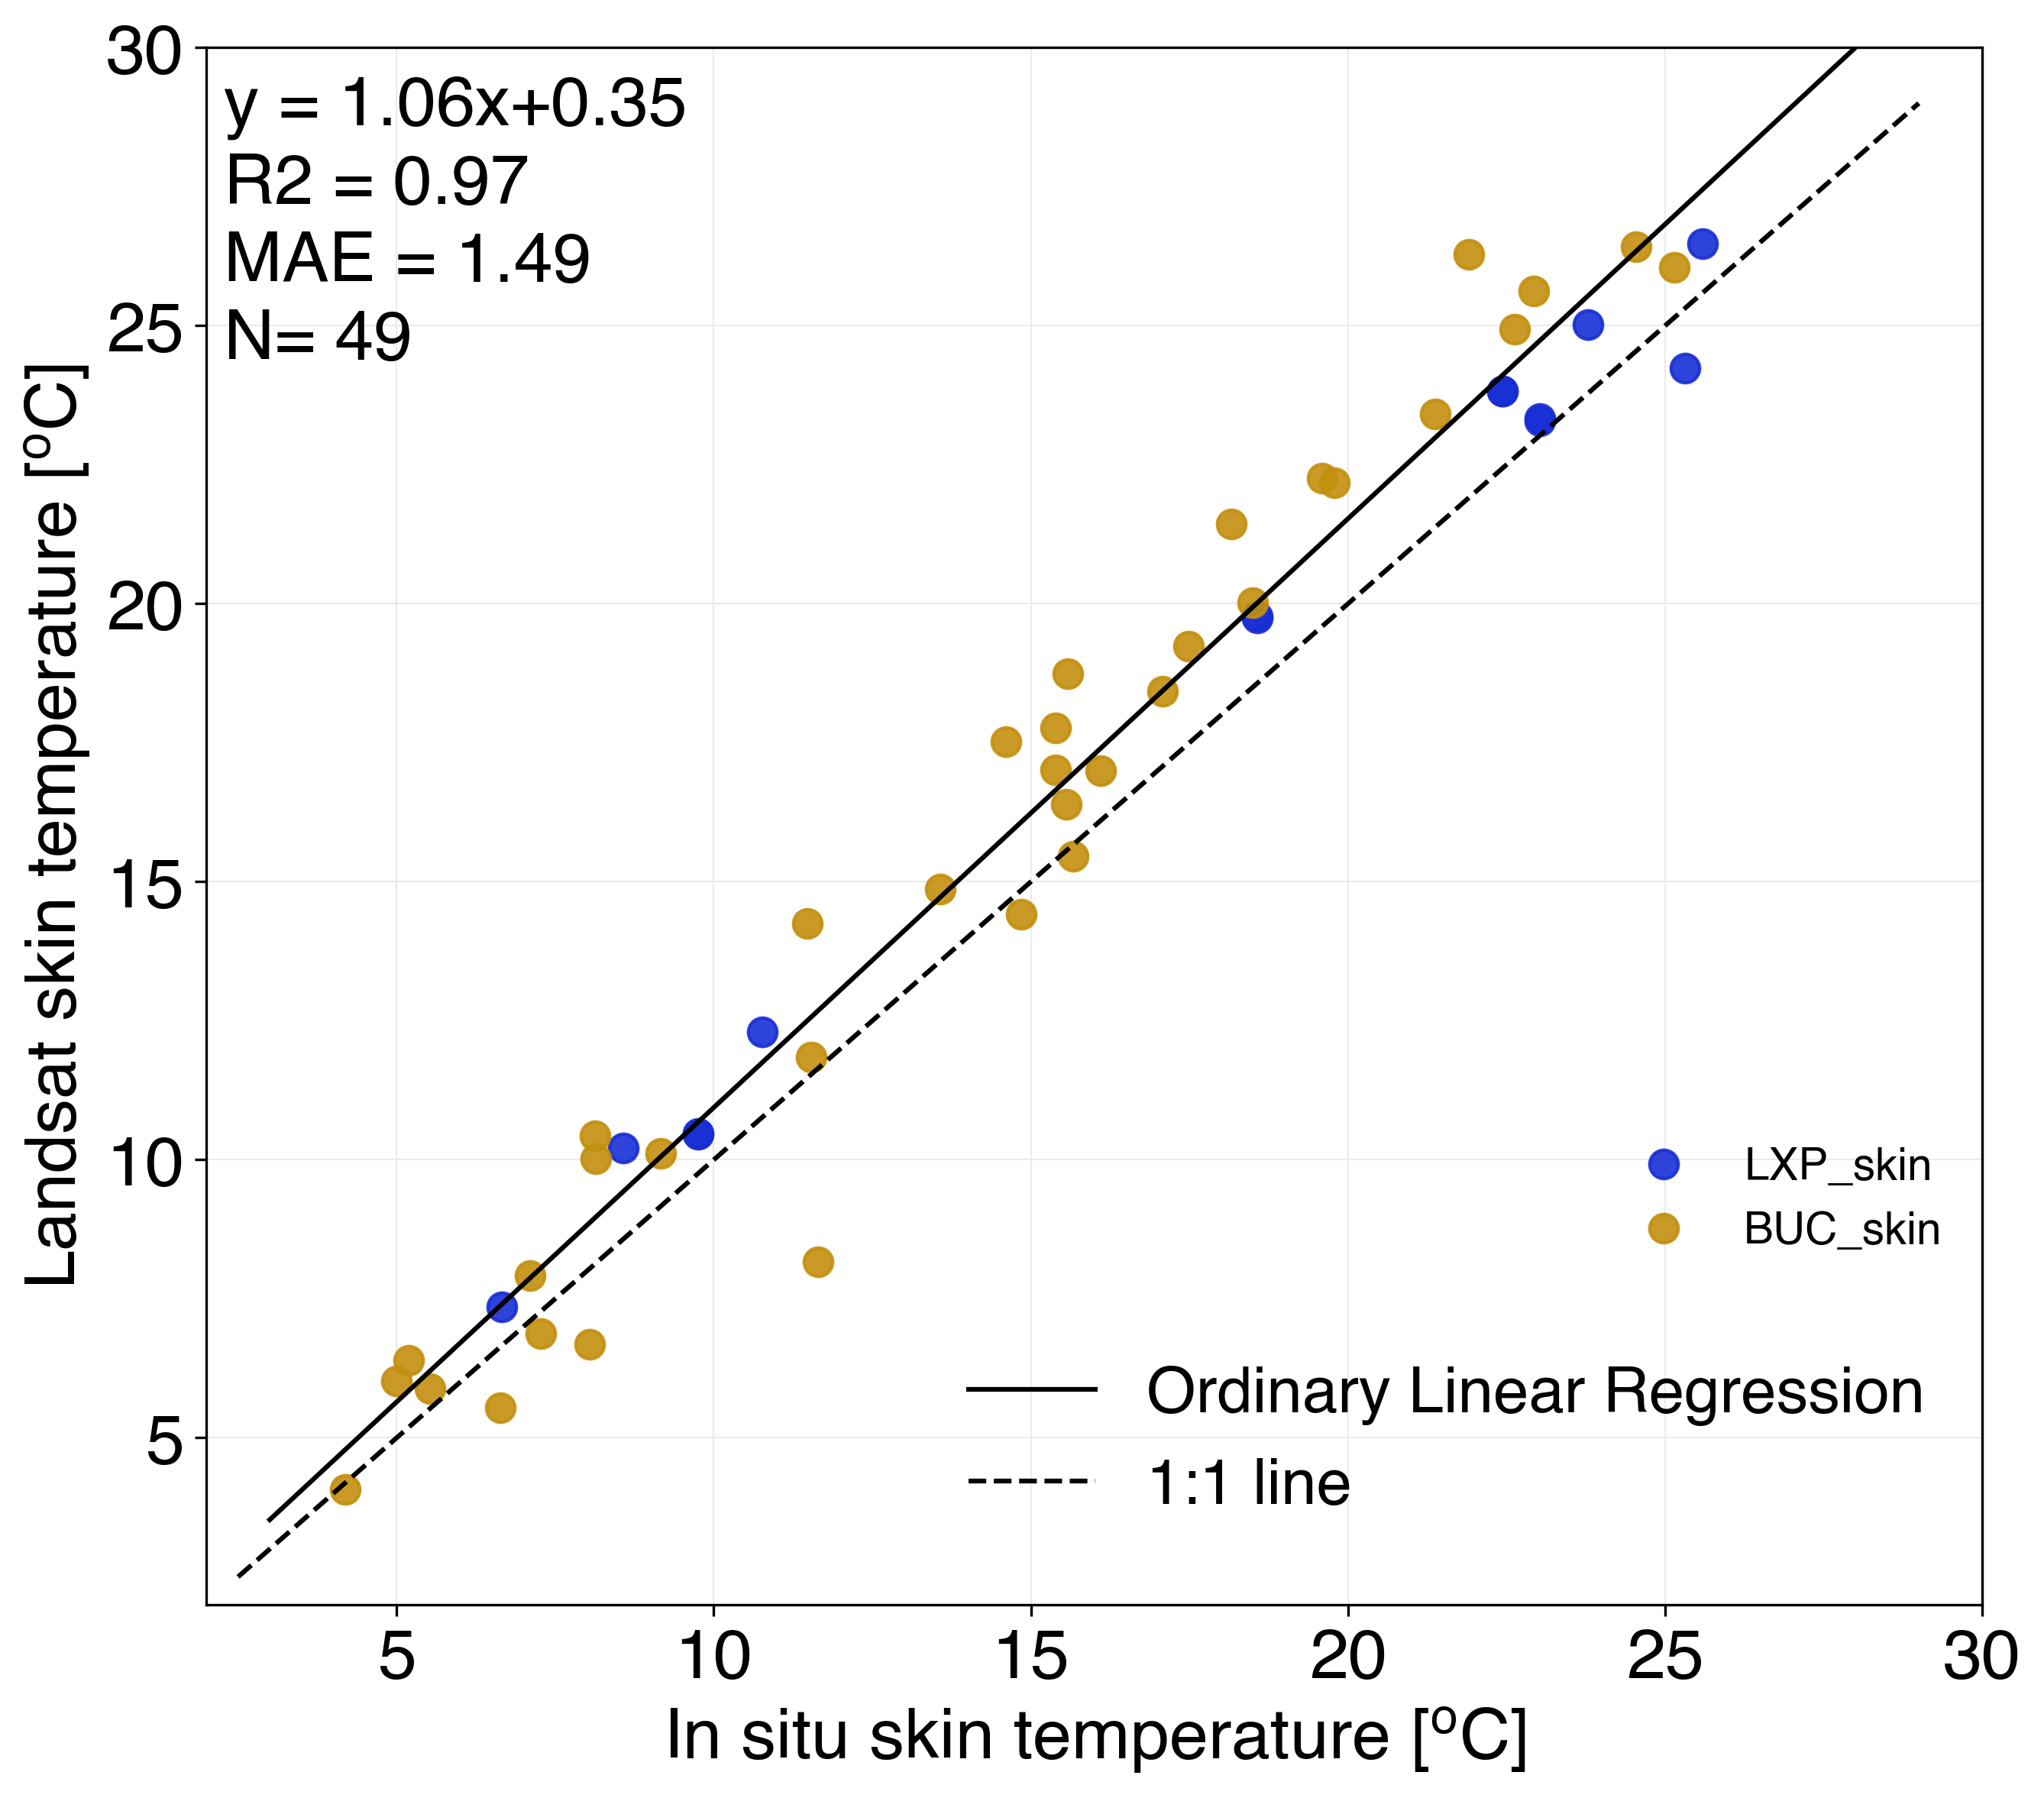 y = 1.06x+0.35
R2 = 0.97
MAE = 1.49
N= 49
30
25
20
15
10
5
Landsat skin temperature [°C]
LXP_skin
BUC_skin
Ordinary Linear Regression
1:1 line
5 10 15 20 25 30
In situ skin temperature [°C]